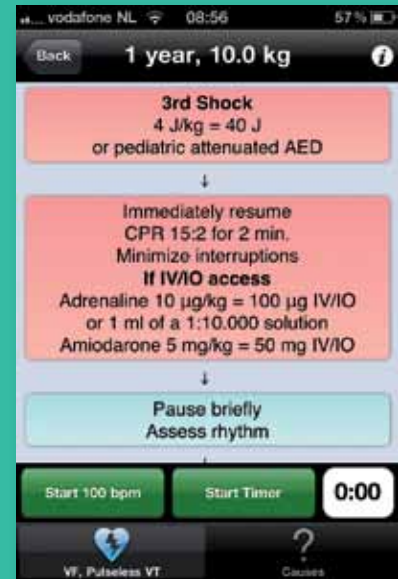 vodafone NL 08:56 57%
Back 1 year, 10.0 kg i
3rd Shock
4 J/kg = 40 J
or pediatric attenuated AED
↓
Immediately resume
CPR 15:2 for 2 min.
Minimize interruptions
If IV/IO access
Adrenaline 10 µg/kg = 100 µg IV/IO
or 1 ml of a 1:10.000 solution
Amiodarone 5 mg/kg = 50 mg IV/IO
↓
Pause briefly
Assess rhythm
↓
Start 100 bpm Start Timer 0:00
VF, Pulseless VT ? Causes